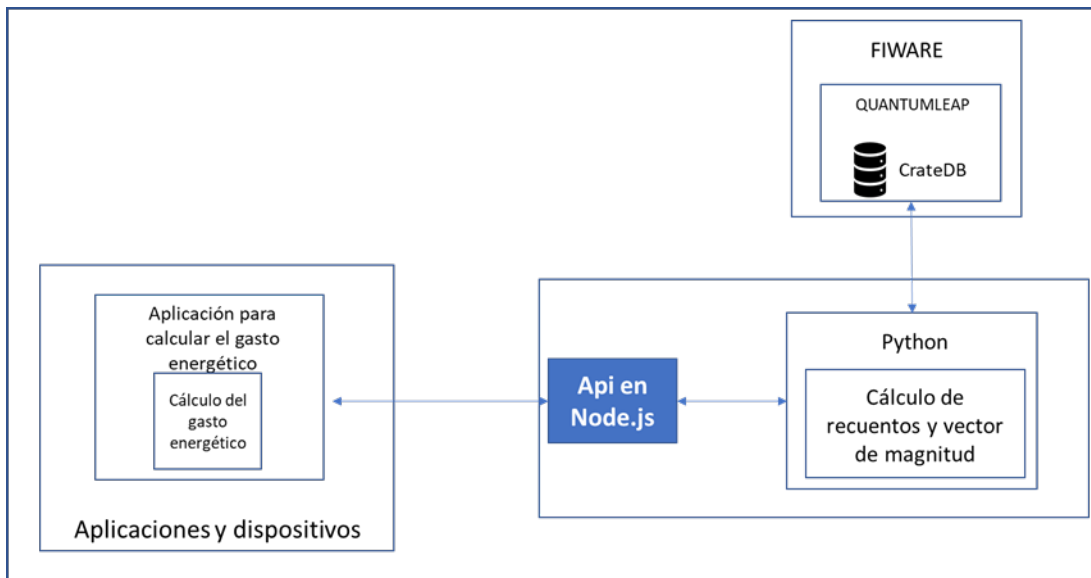 FIWARE
QUANTUMLEAP
CrateDB
Aplicación para
calcular el gasto
energético
Cálculo del
gasto
energético
Aplicaciones y dispositivos
Api en
Node.js
Python
Cálculo de
recuentos y vector
de magnitud